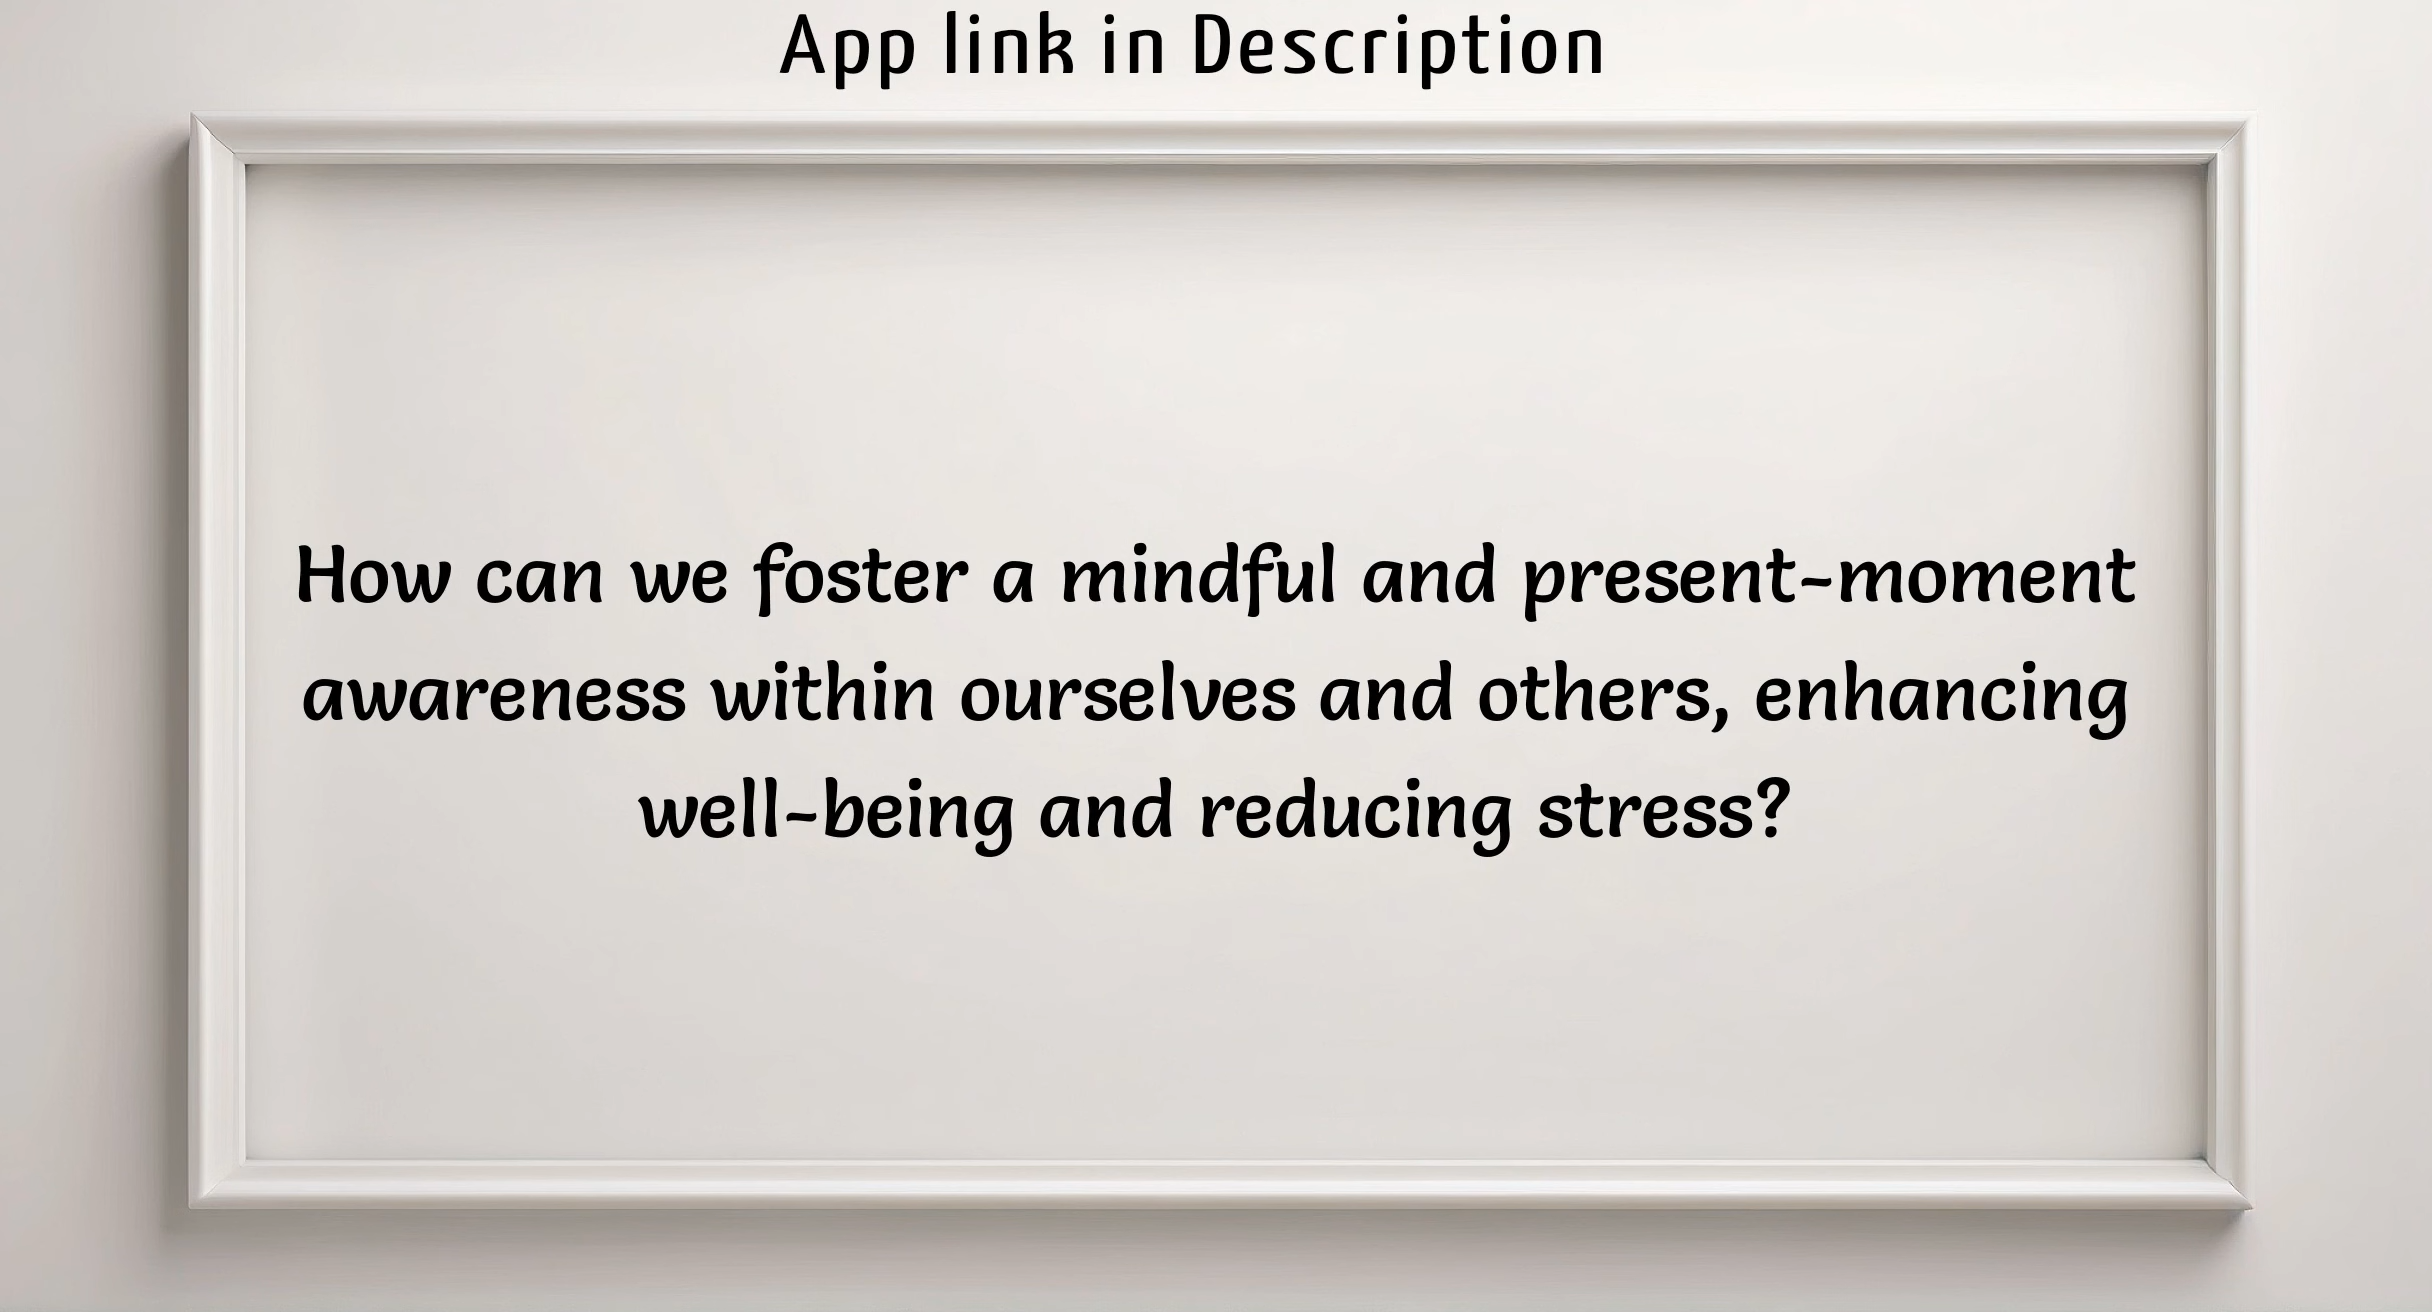 App link in Description
How can we foster a mindful and present-moment
awareness within ourselves and others, enhancing
well-being and reducing stress?